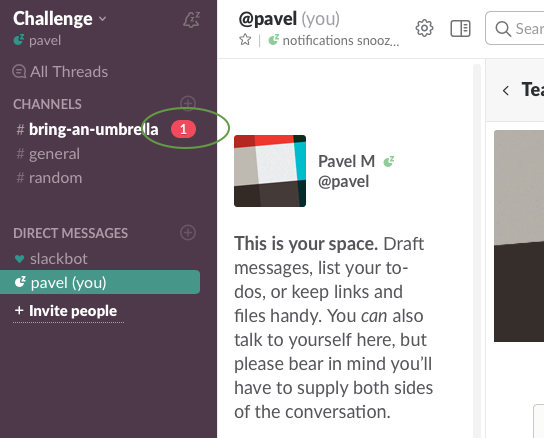 Challenge
pavel
All Threads
CHANNELS
# bring-an-umbrella 1
# general
# random
DIRECT MESSAGES
slackbot
pavel (you)
+ Invite people
@pavel (you)
notifications snooz...
Sear
Tea
Pavel M
@pavel
This is your space. Draft
messages, list your to-
dos, or keep links and
files handy. You can also
talk to yourself here, but
please bear in mind you'll
have to supply both sides
of the conversation.